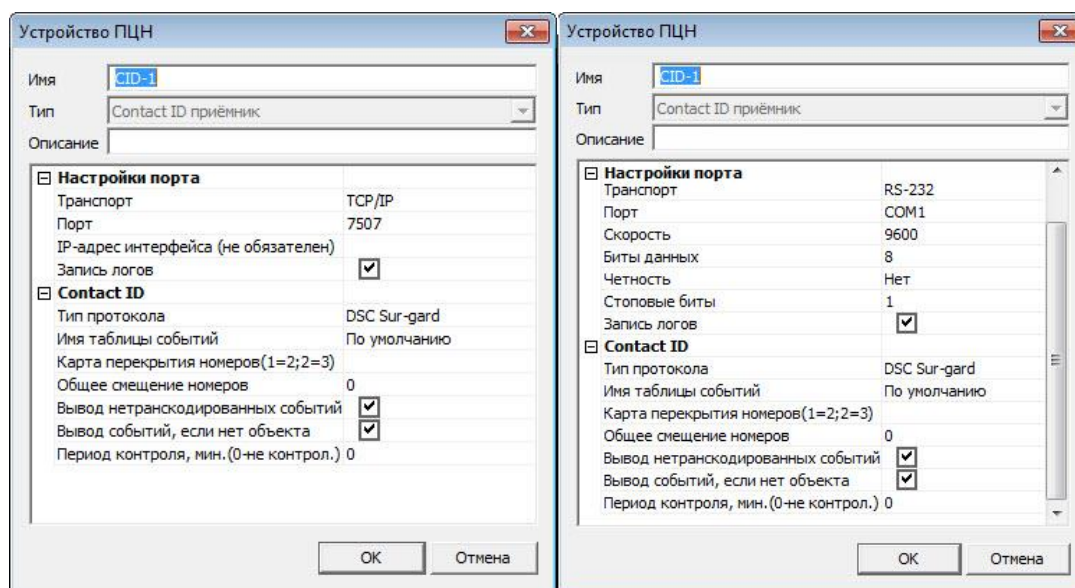 Устройство ПЦН
Имя CID-1
Тип Contact ID приёмник
Описание
Настройки порта
Транспорт TCP/IP
Порт 7507
IP-адрес интерфейса (не обязателен)
Запись логов
Contact ID
Тип протокола DSC Sur-gard
Имя таблицы событий По умолчанию
Карта перекрытия номеров(1=2;2=3)
Общее смещение номеров 0
Вывод нетранскодированных событий
Вывод событий, если нет объекта
Период контроля, мин.(0-не контрол.) 0
OK Отмена
Устройство ПЦН
Имя CID-1
Тип Contact ID приёмник
Описание
Настройки порта
Транспорт RS-232
Порт COM1
Скорость 9600
Биты данных 8
Четность Нет
Стоповые биты 1
Запись логов
Contact ID
Тип протокола DSC Sur-gard
Имя таблицы событий По умолчанию
Карта перекрытия номеров(1=2;2=3)
Общее смещение номеров 0
Вывод нетранскодированных событий
Вывод событий, если нет объекта
Период контроля, мин.(0-не контрол.) 0
OK Отмена